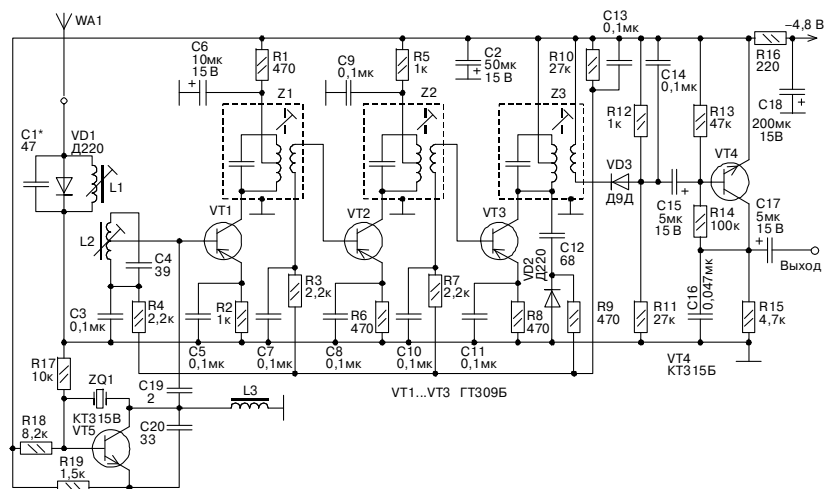 WA1
C6
10мк
15 В
R1
470
C9
0,1мк
R5
1к
C2
50мк
15 В
R10
27к
C13
0,1мк
–4,8 В
R16
220
C14
0,1мк
C18
200мк
15В
Z1
Z2
Z3
R12
1к
R13
47к
C1*
47
VD1
Д220
L1
VD3
Д9Д
VT4
C15
5мк
15 В
R14
100к
C17
5мк
15 В
VT1
VT2
VT3
L2
C4
39
C12
68
VD2
Д220
Выход
C3
0,1мк
R4
2,2к
R3
2,2к
R7
2,2к
R2
1к
R6
470
R8
470
R9
470
R11
27к
C16
0,047мк
R15
4,7к
C5
0,1мк
C7
0,1мк
C8
0,1мк
C10
0,1мк
C11
0,1мк
VT4
КТ315Б
R17
10к
ZQ1
C19
2
L3
VT1...VT3 ГТ309Б
КТ315В
VT5
C20
33
R18
8,2к
R19
1,5к